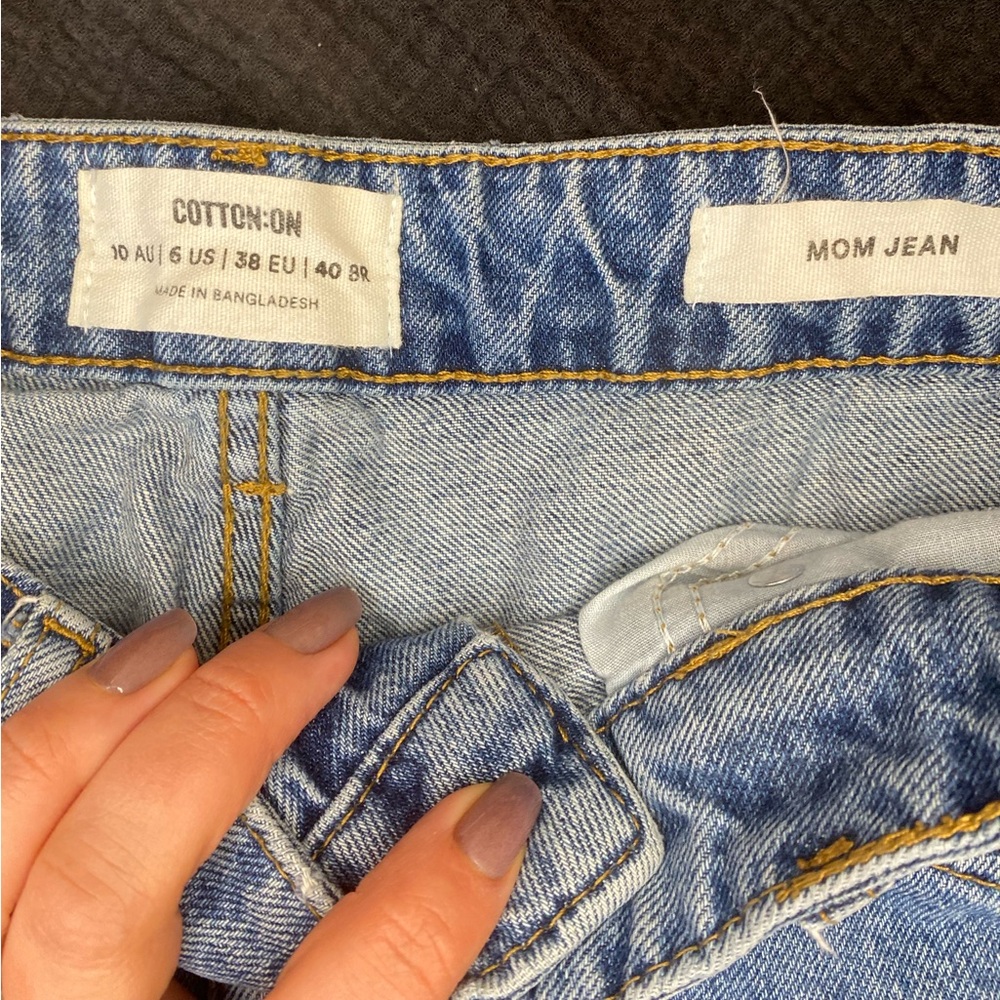 COTTON:ON
10 AU | 6 US | 38 EU | 40 BR
MADE IN BANGLADESH
MOM JEAN